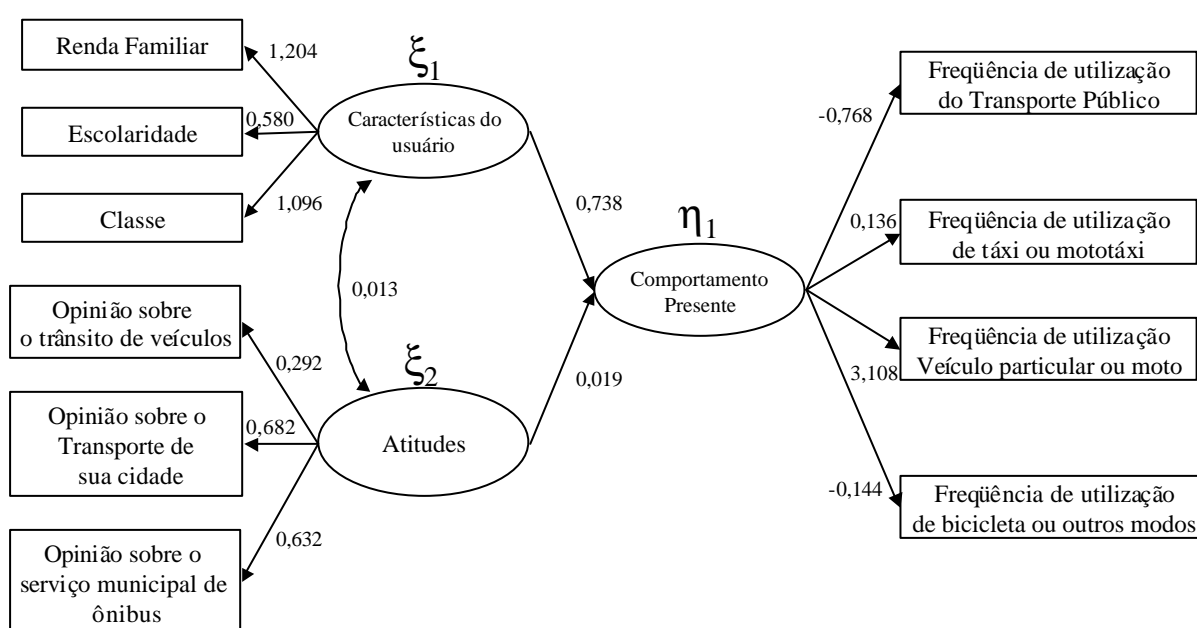 Renda Familiar
1,204
Escolaridade
0,580
Classe
1,096
Opinião sobre
o trânsito de veículos
0,292
Opinião sobre o
Transporte de
sua cidade
0,682
Opinião sobre o
serviço municipal de
ônibus
0,632
ξ1
Características do
usuário
0,013
ξ2
Atitudes
0,738
0,019
η1
Comportamento
Presente
-0,768
Freqüência de utilização
do Transporte Público
0,136
Freqüência de utilização
de táxi ou mototáxi
3,108
Freqüência de utilização
Veículo particular ou moto
-0,144
Freqüência de utilização
de bicicleta ou outros modos